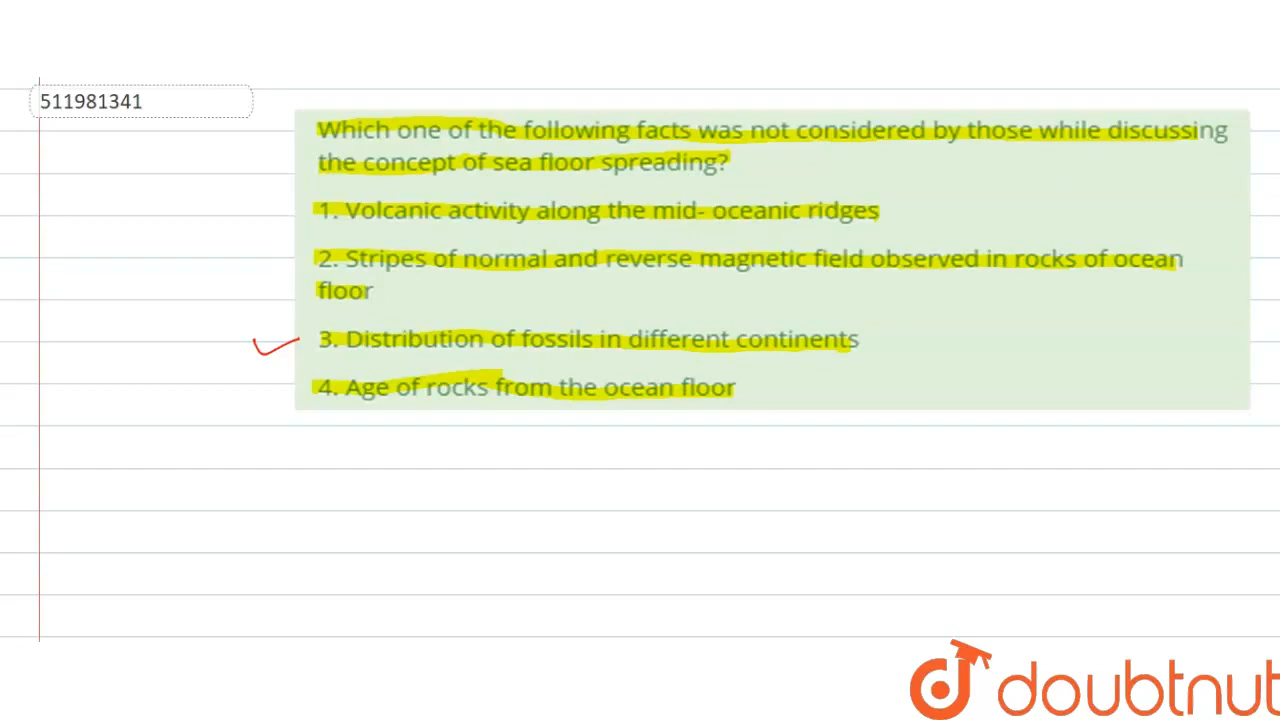 511981341
Which one of the following facts was not considered by those while discussing
the concept of sea floor spreading?
1. Volcanic activity along the mid- oceanic ridges
2. Stripes of normal and reverse magnetic field observed in rocks of ocean
floor
3. Distribution of fossils in different continents
4. Age of rocks from the ocean floor
doubtnut